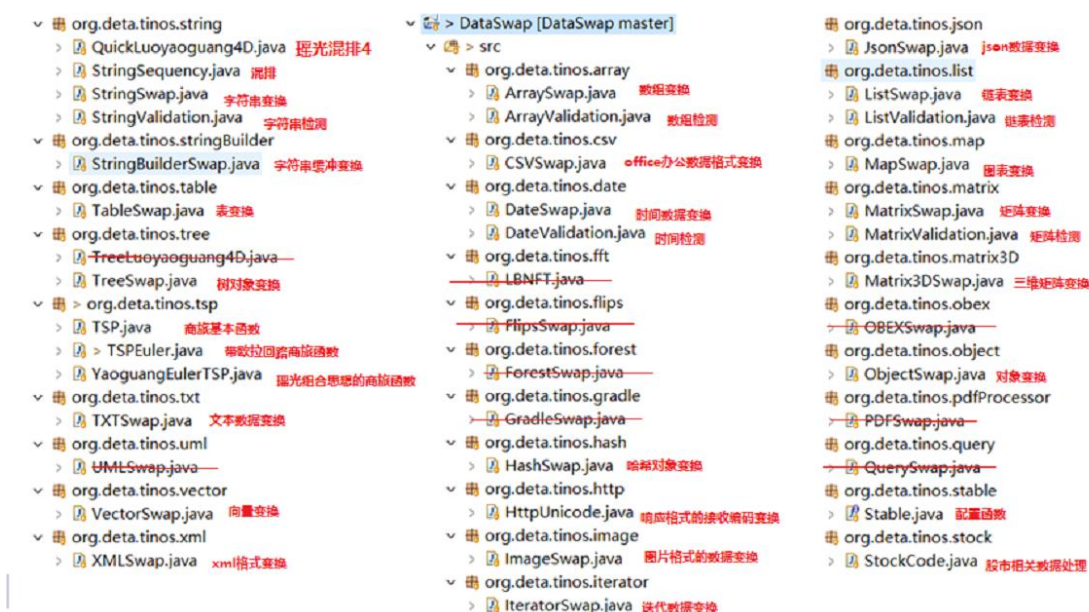 org.deta.tinos.string
QuickLuoyaoguang4D.java 瑶光混排4
StringSequency.java 混排
StringSwap.java 字符串变换
StringValidation.java 字符串检测
org.deta.tinos.stringBuilder
StringBuilderSwap.java 字符串缓冲变换
org.deta.tinos.table
TableSwap.java 表变换
org.deta.tinos.tree
TreeLuoyaoguang4D.java
TreeSwap.java 树对象变换
> org.deta.tinos.tsp
TSP.java 商旅基本函数
> TSPEuler.java 带欧拉回路商旅函数
YaoguangEulerTSP.java 瑶光组合思想的商旅函数
org.deta.tinos.txt
TXTSwap.java 文本数据变换
org.deta.tinos.uml
UMLSwap.java
org.deta.tinos.vector
VectorSwap.java 向量变换
org.deta.tinos.xml
XMLSwap.java xml格式变换
> DataSwap [DataSwap master]
> src
org.deta.tinos.array
ArraySwap.java 数组变换
ArrayValidation.java 数组检测
org.deta.tinos.csv
CSVSwap.java office办公数据格式变换
org.deta.tinos.date
DateSwap.java 时间数据变换
DateValidation.java 时间检测
org.deta.tinos.fft
LBNFT.java
org.deta.tinos.flips
FlipsSwap.java
org.deta.tinos.forest
ForestSwap.java
org.deta.tinos.gradle
GradleSwap.java
org.deta.tinos.hash
HashSwap.java 哈希对象变换
org.deta.tinos.http
HttpUnicode.java 响应格式的接收编码变换
org.deta.tinos.image
ImageSwap.java 图片格式的数据变换
org.deta.tinos.iterator
IteratorSwap.java 迭代数据变换
org.deta.tinos.json
JsonSwap.java json数据变换
org.deta.tinos.list
ListSwap.java 链表变换
ListValidation.java 链表检测
org.deta.tinos.map
MapSwap.java 图表变换
org.deta.tinos.matrix
MatrixSwap.java 矩阵变换
MatrixValidation.java 矩阵检测
org.deta.tinos.matrix3D
Matrix3DSwap.java 三维矩阵变换
org.deta.tinos.obex
OBEXSwap.java
org.deta.tinos.object
ObjectSwap.java 对象变换
org.deta.tinos.pdfProcessor
PDFSwap.java
org.deta.tinos.query
QuerySwap.java
org.deta.tinos.stable
Stable.java 配置函数
org.deta.tinos.stock
StockCode.java 股市相关数据处理